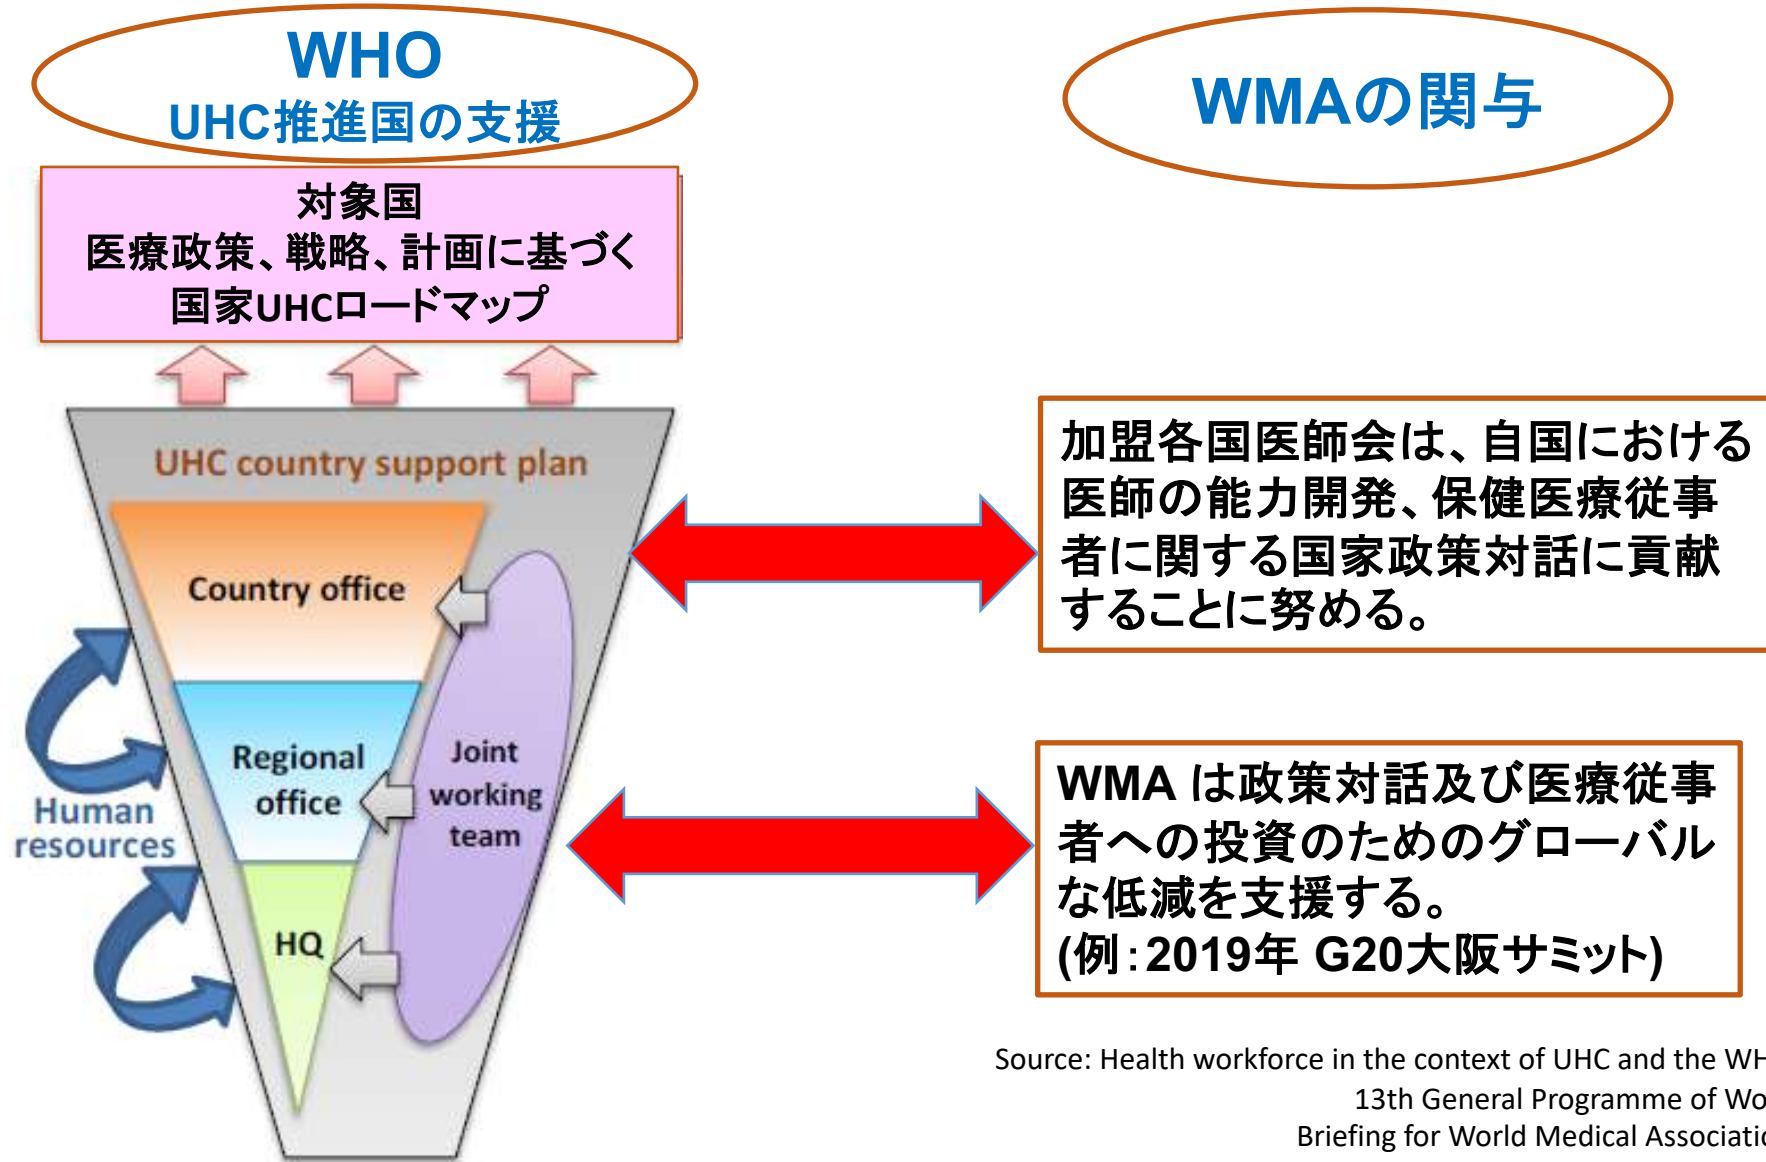 WHO
UHC推進国の支援
対象国
医療政策、戦略、計画に基づく
国家UHCロードマップ
UHC country support plan
Country office
Regional
office
HQ
Joint
working
team
Human
resources
WMAの関与
加盟各国医師会は、自国における
医師の能力開発、保健医療従事
者に関する国家政策対話に貢献
することに努める。
WMA は政策対話及び医療従事
者への投資のためのグローバル
な低減を支援する。
(例：2019年 G20大阪サミット)
Source: Health workforce in the context of UHC and the WH
13th General Programme of Wo
Briefing for World Medical Associatio